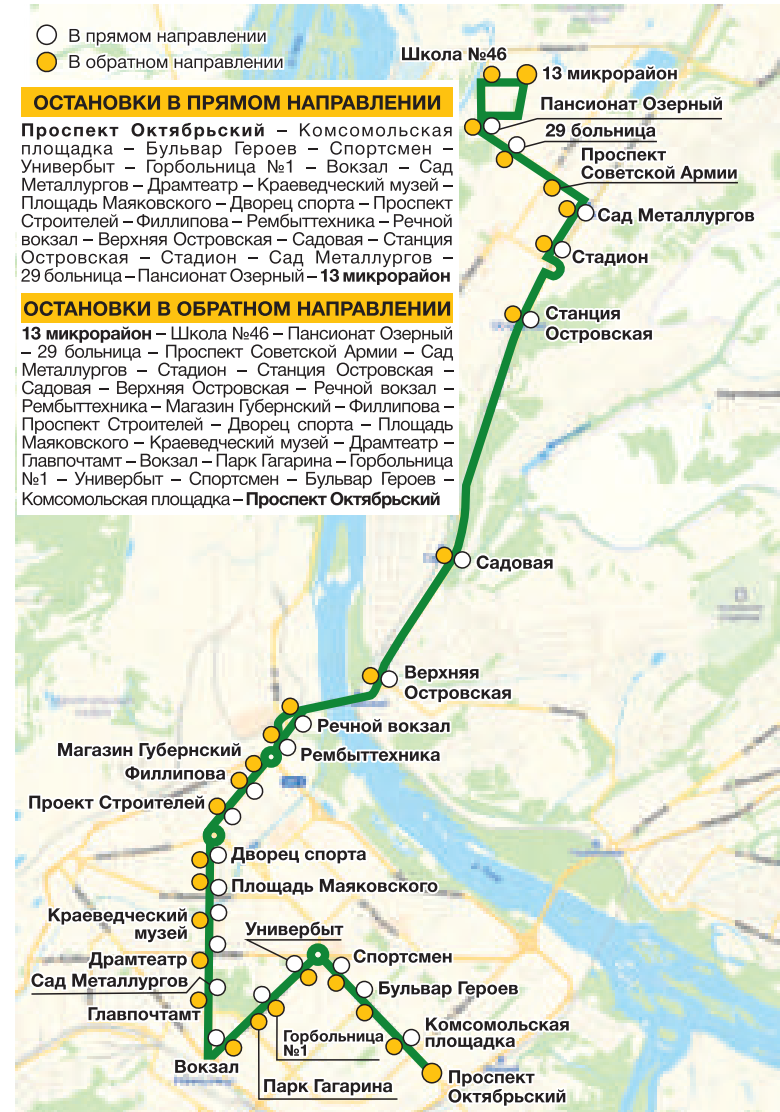 В прямом направлении
В обратном направлении
ОСТАНОВКИ В ПРЯМОМ НАПРАВЛЕНИИ
Проспект Октябрьский – Комсомольская
площадка – Бульвар Героев – Спортсмен –
Универбыт – Горбольница №1 – Вокзал – Сад
Металлургов – Драмтеатр – Краеведческий музей –
Площадь Маяковского – Дворец спорта – Проспект
Строителей – Филлипова – Рембыттехника – Речной
вокзал – Верхняя Островская – Садовая – Станция
Островская – Стадион – Сад Металлургов –
29 больница – Пансионат Озерный – 13 микрорайон
ОСТАНОВКИ В ОБРАТНОМ НАПРАВЛЕНИИ
13 микрорайон – Школа №46 – Пансионат Озерный
– 29 больница – Проспект Советской Армии – Сад
Металлургов – Стадион – Станция Островская –
Садовая – Верхняя Островская – Речной вокзал –
Рембыттехника – Магазин Губернский – Филлипова –
Проспект Строителей – Дворец спорта – Площадь
Маяковского – Краеведческий музей – Драмтеатр –
Главпочтамт – Вокзал – Парк Гагарина – Горбольница
№1 – Универбыт – Спортсмен – Бульвар Героев –
Комсомольская площадка – Проспект Октябрьский
Школа №46
13 микрорайон
Пансионат Озерный
29 больница
Проспект
Советской Армии
Сад Металлургов
Стадион
Станция
Островская
Садовая
Верхняя
Островская
Речной вокзал
Рембыттехника
Магазин Губернский
Филлипова
Проект Строителей
Дворец спорта
Площадь Маяковского
Краеведческий
музей
Драмтеатр
Сад Металлургов
Главпочтамт
Вокзал
Универбыт
Спортсмен
Бульвар Героев
Комсомольская
площадка
Горбольница
№1
Парк Гагарина
Проспект
Октябрьский